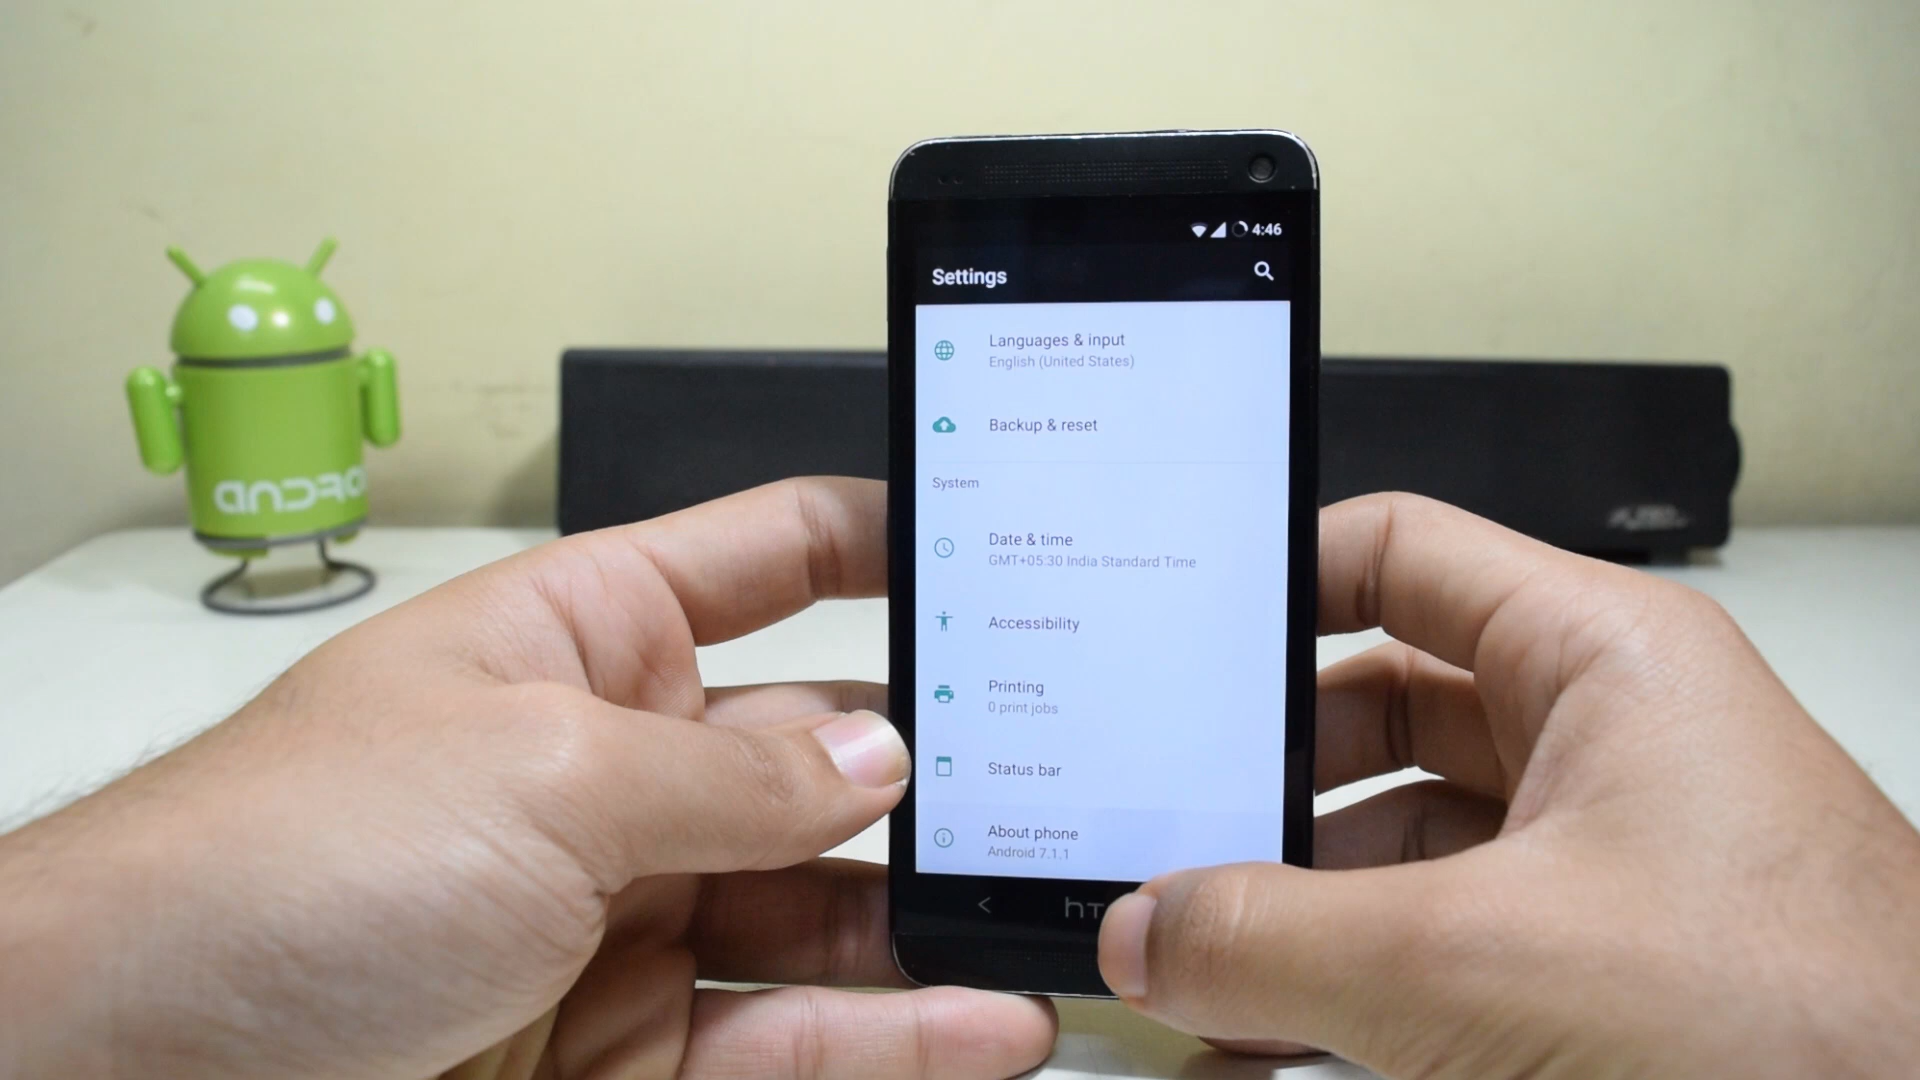 4:46
Settings
Languages & input
English (United States)
Backup & reset
System
Date & time
GMT+05:30 India Standard Time
Accessibility
Printing
0 print jobs
Status bar
About phone
Android 7.1.1